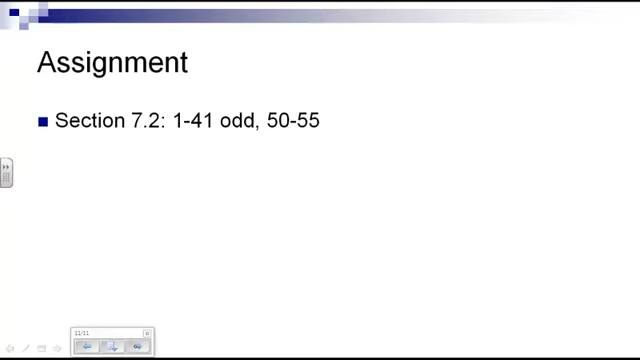 Assignment
Section 7.2: 1-41 odd, 50-55
11/11